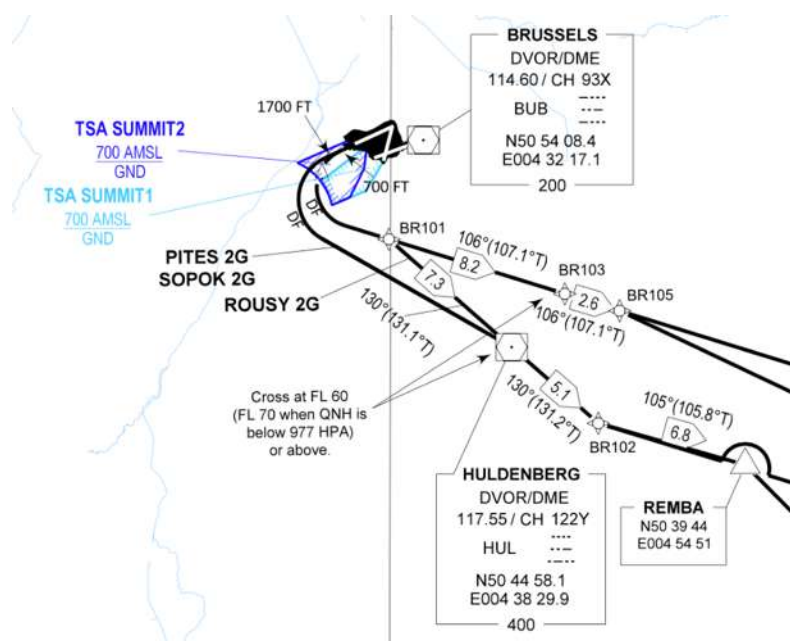 BRUSSELS
DVOR/DME
114.60 / CH 93X
BUB
N50 54 08.4
E004 32 17.1
200
1700 FT
TSA SUMMIT2
700 AMSL
GND
TSA SUMMIT1
700 AMSL
GND
700 FT
DF
DF
BR101
PITES 2G
SOPOK 2G
ROUSY 2G
106°(107.1°T)
8.2
BR103
2.6
BR105
106°(107.1°T)
7.3
130°(131.1°T)
Cross at FL 60
(FL 70 when QNH is
below 977 HPA)
or above.
5.1
130°(131.2°T)
105°(105.8°T)
6.8
BR102
HULDENBERG
DVOR/DME
117.55 / CH 122Y
HUL
N50 44 58.1
E004 38 29.9
400
REMBA
N50 39 44
E004 54 51